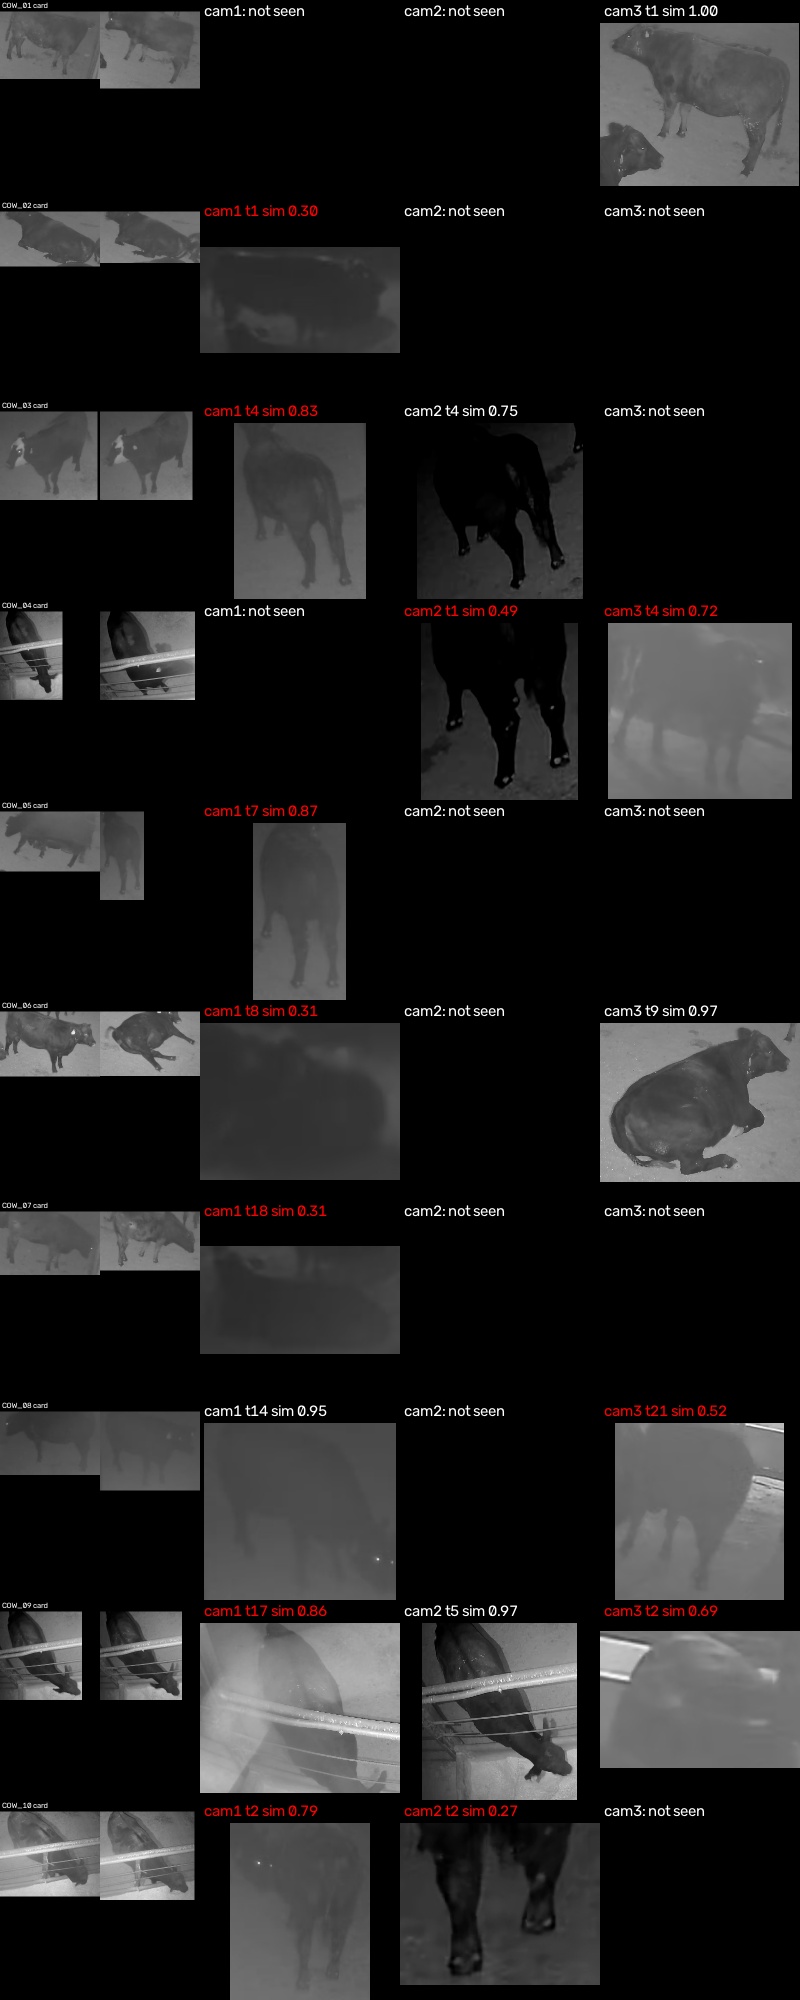 COW_01 card
cam1: not seen
cam2: not seen
cam3 t1 sim 1.00
COW_02 card
cam1 t1 sim 0.30
cam2: not seen
cam3: not seen
COW_03 card
cam1 t4 sim 0.83
cam2 t4 sim 0.75
cam3: not seen
COW_04 card
cam1: not seen
cam2 t1 sim 0.49
cam3 t4 sim 0.72
COW_05 card
cam1 t7 sim 0.87
cam2: not seen
cam3: not seen
COW_06 card
cam1 t8 sim 0.31
cam2: not seen
cam3 t9 sim 0.97
COW_07 card
cam1 t18 sim 0.31
cam2: not seen
cam3: not seen
COW_08 card
cam1 t14 sim 0.95
cam2: not seen
cam3 t21 sim 0.52
COW_09 card
cam1 t17 sim 0.86
cam2 t5 sim 0.97
cam3 t2 sim 0.69
COW_10 card
cam1 t2 sim 0.79
cam2 t2 sim 0.27
cam3: not seen